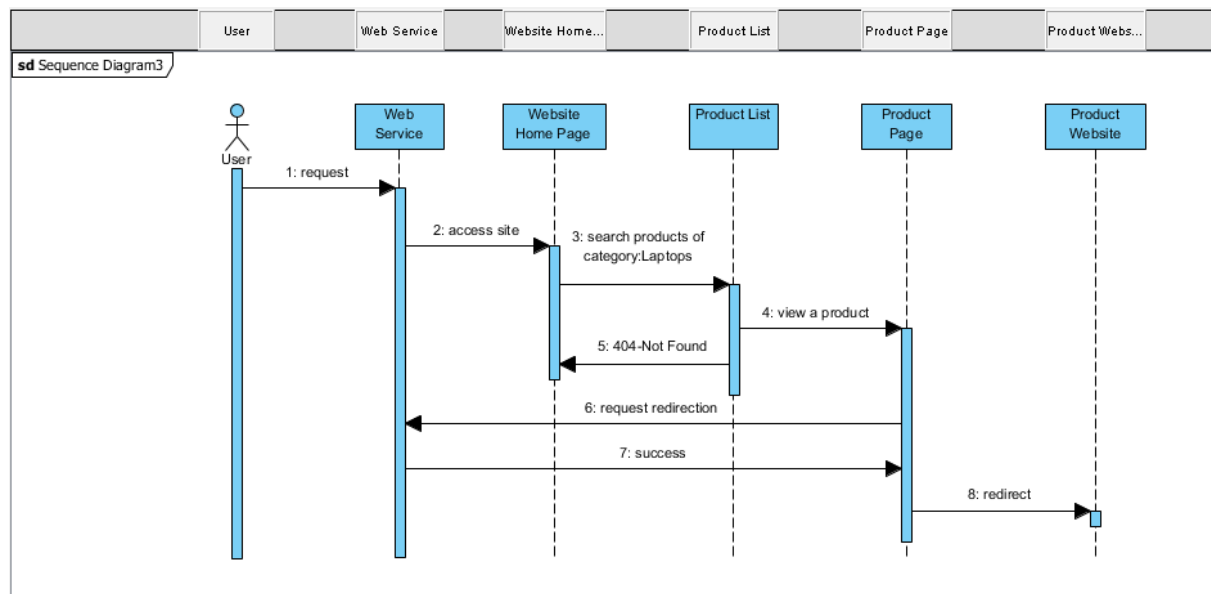 User
Web Service
Website Home...
Product List
Product Page
Product Webs...
sd Sequence Diagram3
User
Web
Service
Website
Home Page
Product List
Product
Page
Product
Website
1: request
2: access site
3: search products of
category:Laptops
4: view a product
5: 404-Not Found
6: request redirection
7: success
8: redirect